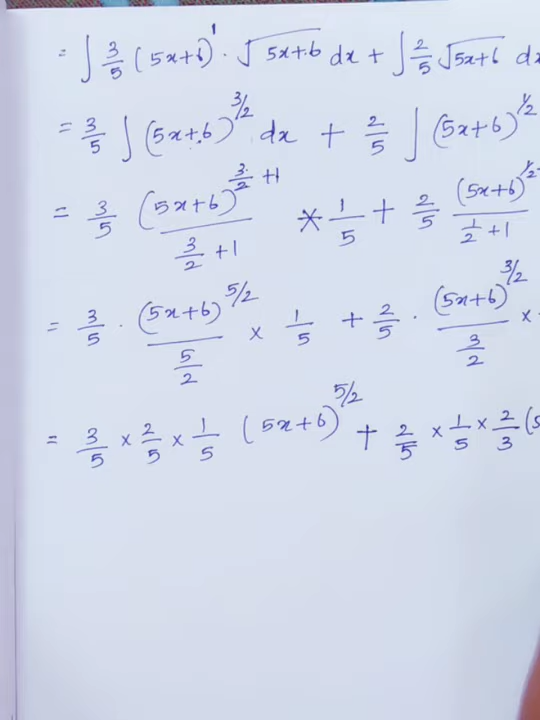 = ∫ 3/5 (5x+6)^1 · √5x+6 dx + ∫ 2/5 √5x+6 dx
= 3/5 ∫ (5x+6)^3/2 dx + 2/5 ∫ (5x+6)^1/2
= 3/5 (5x+6)^(3/2 +1) / (3/2 +1) * 1/5 + 2/5 (5x+6)^(1/2+ / (1/2 +1)
= 3/5 · (5x+6)^5/2 / (5/2) × 1/5 + 2/5 · (5x+6)^3/2 / (3/2) ×
= 3/5 × 2/5 × 1/5 (5x+6)^5/2 + 2/5 × 1/5 × 2/3 (5